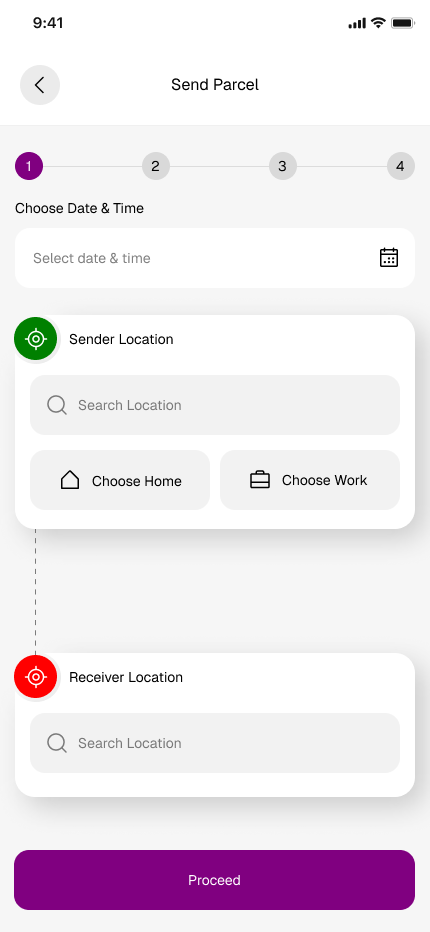 9:41
Send Parcel
1 2 3 4
Choose Date & Time
Select date & time
Sender Location
Search Location
Choose Home Choose Work
Receiver Location
Search Location
Proceed